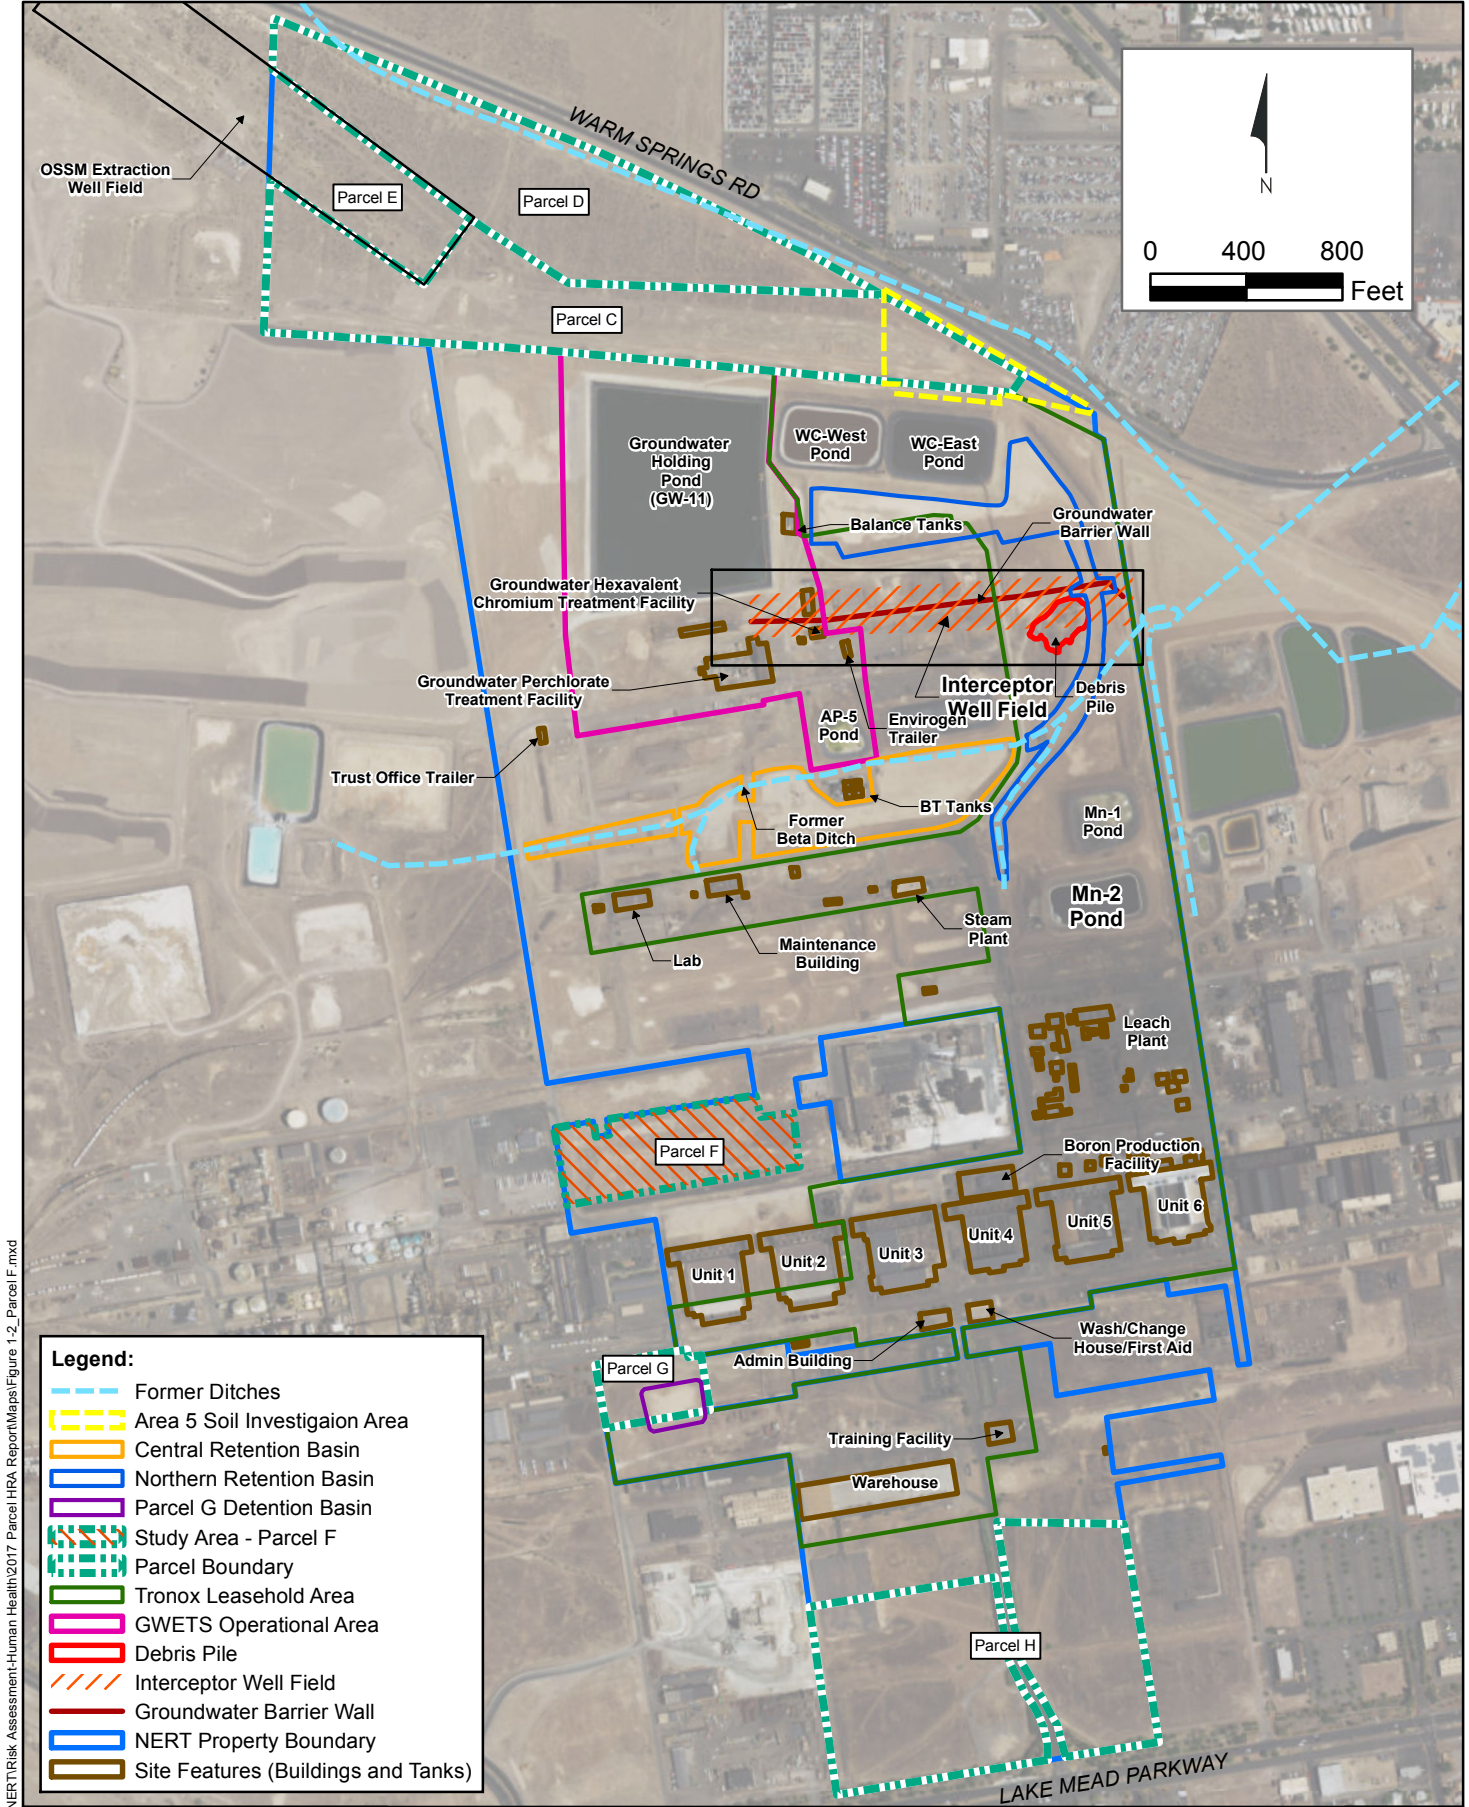 WARM SPRINGS RD
N
0 400 800
Feet
OSSM Extraction
Well Field
Parcel E
Parcel D
Parcel C
Groundwater
Holding
Pond
(GW-11)
WC-West
Pond
WC-East
Pond
Balance Tanks
Groundwater
Barrier Wall
Groundwater Hexavalent
Chromium Treatment Facility
Groundwater Perchlorate
Treatment Facility
Interceptor
Well Field
Debris
Pile
AP-5
Pond
Envirogen
Trailer
Trust Office Trailer
BT Tanks
Former
Beta Ditch
Mn-1
Pond
Mn-2
Pond
Steam
Plant
Maintenance
Building
Lab
Leach
Plant
Parcel F
Boron Production
Facility
Unit 6
Unit 5
Unit 4
Unit 3
Unit 2
Unit 1
Wash/Change
House/First Aid
Admin Building
Parcel G
Training Facility
Warehouse
Parcel H
LAKE MEAD PARKWAY
Legend:
Former Ditches
Area 5 Soil Investigaion Area
Central Retention Basin
Northern Retention Basin
Parcel G Detention Basin
Study Area - Parcel F
Parcel Boundary
Tronox Leasehold Area
GWETS Operational Area
Debris Pile
Interceptor Well Field
Groundwater Barrier Wall
NERT Property Boundary
Site Features (Buildings and Tanks)
NERT\Risk Assessment-Human Health\2017 Parcel HRA Report\Maps\Figure 1-2_Parcel F.mxd